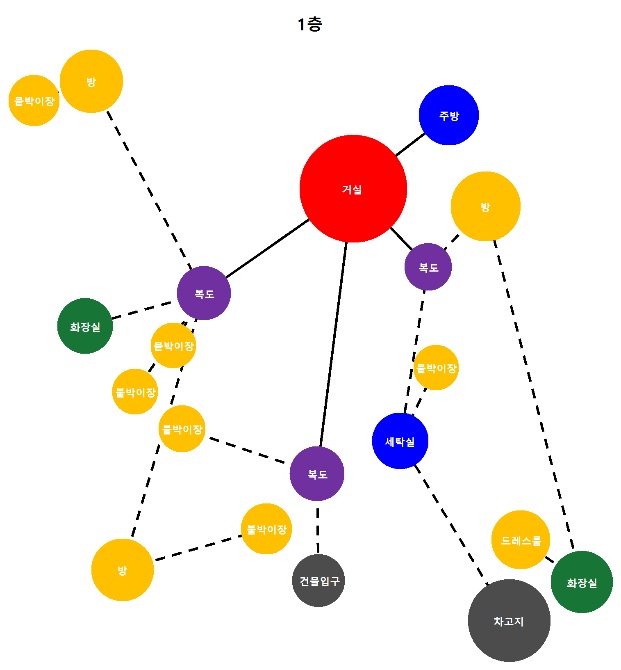 1층
방
붙박이장
주방
거실
방
복도
복도
화장실
붙박이장
붙박이장
붙박이장
붙박이장
세탁실
복도
붙박이장
드레스룸
방
건물입구
화장실
차고지